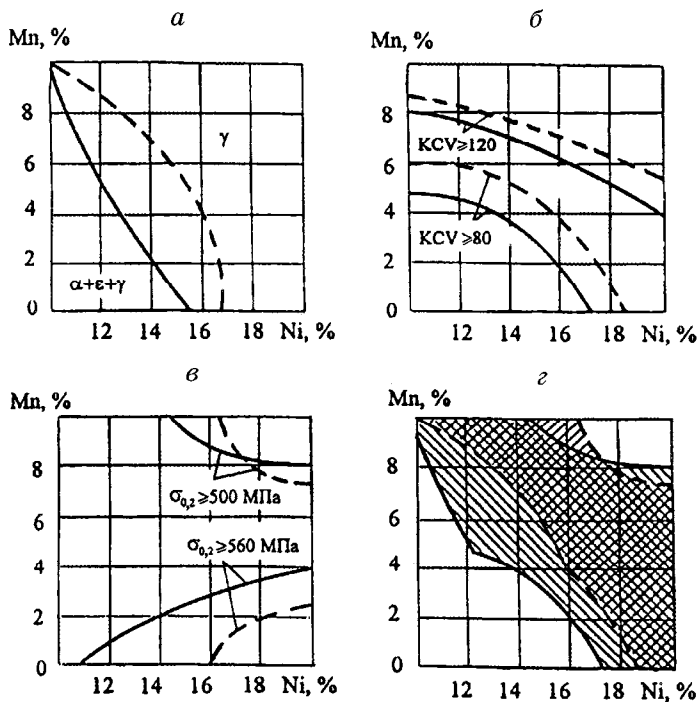 а
Mn, %
8
6
4
2
0
γ
α+ε+γ
12 14 16 18 Ni, %
б
Mn, %
8
6
4
2
0
KCV≥120
KCV≥80
12 14 16 18 Ni, %
в
Mn, %
8
6
4
2
0
σ0,2≥500 МПа
σ0,2≥560 МПа
12 14 16 18 Ni, %
г
Mn, %
8
6
4
2
0
12 14 16 18 Ni, %